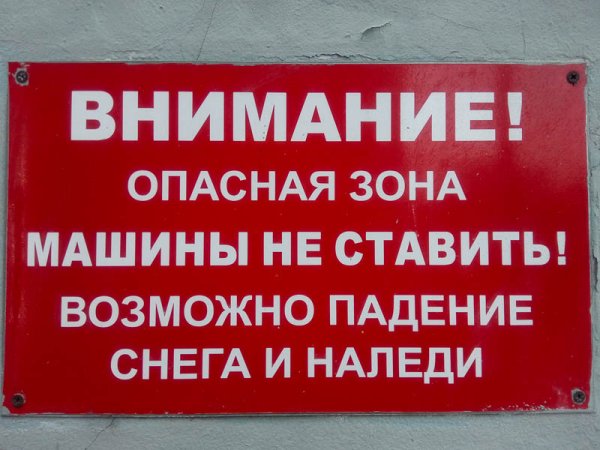 ВНИМАНИЕ!
ОПАСНАЯ ЗОНА
МАШИНЫ НЕ СТАВИТЬ!
ВОЗМОЖНО ПАДЕНИЕ
СНЕГА И НАЛЕДИ